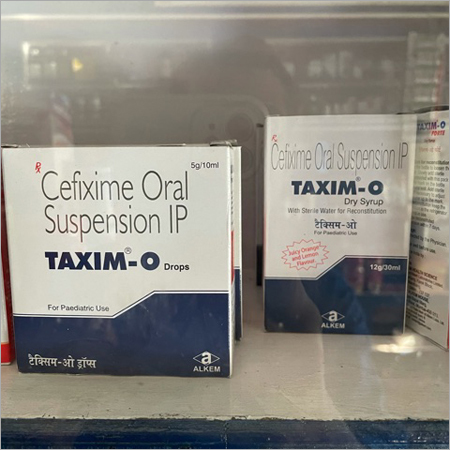 Rx
5g/10ml
Cefixime Oral
Suspension IP
TAXIM®-O Drops
For Paediatric Use
टैक्सिम-ओ ड्रॉप्स
a
ALKEM
Rx
Cefixime Oral Suspension IP
TAXIM®-O
Dry Syrup
With Sterile Water for Reconstitution
टैक्सिम-ओ
For Paediatric Use
Juicy Orange
and Lemon
Flavour
12g/30ml
a
ALKEM
TAXIM-O